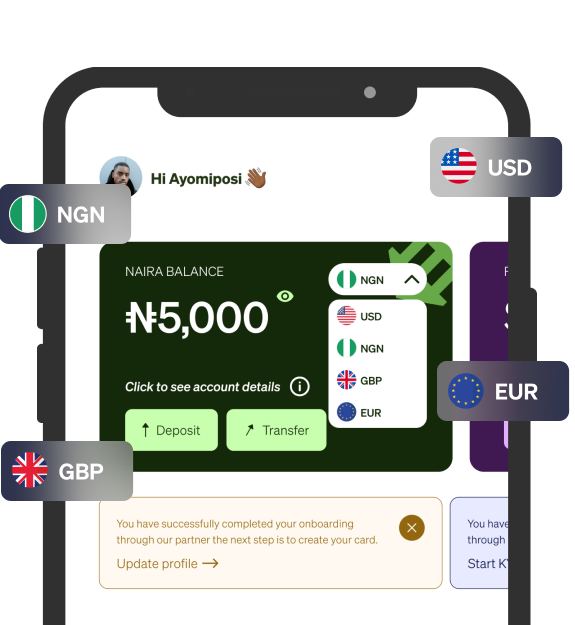 Hi Ayomiposi
USD
NGN
NAIRA BALANCE
NGN
₦5,000
USD
NGN
GBP
EUR
EUR
Click to see account details
Deposit
Transfer
GBP
You have successfully completed your onboarding
through our partner the next step is to create your card.
Update profile
You have
through
Start